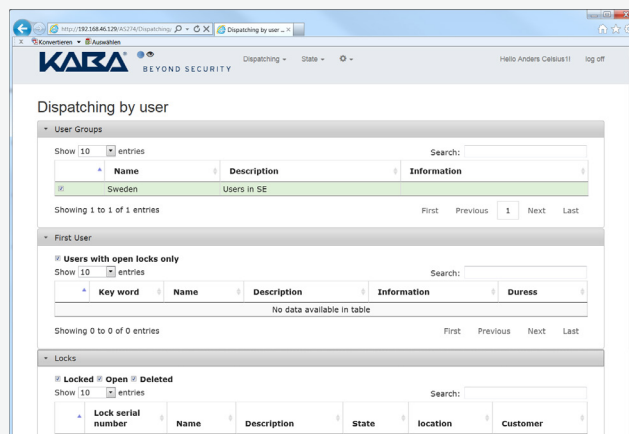 http://192.168.46.129/AS274/Dispatching
Dispatching by user ...
x Konvertieren Auswählen
KABA®
BEYOND SECURITY
Dispatching State
Hello Anders Celsius1! log off
Dispatching by user
User Groups
Show 10 entries Search:
Name Description Information
Sweden Users in SE
Showing 1 to 1 of 1 entries First Previous 1 Next Last
First User
Users with open locks only
Show 10 entries Search:
Key word Name Description Information Duress
No data available in table
Showing 0 to 0 of 0 entries First Previous Next Last
Locks
Locked Open Deleted
Show 10 entries Search:
Lock serial number Name Description State location Customer